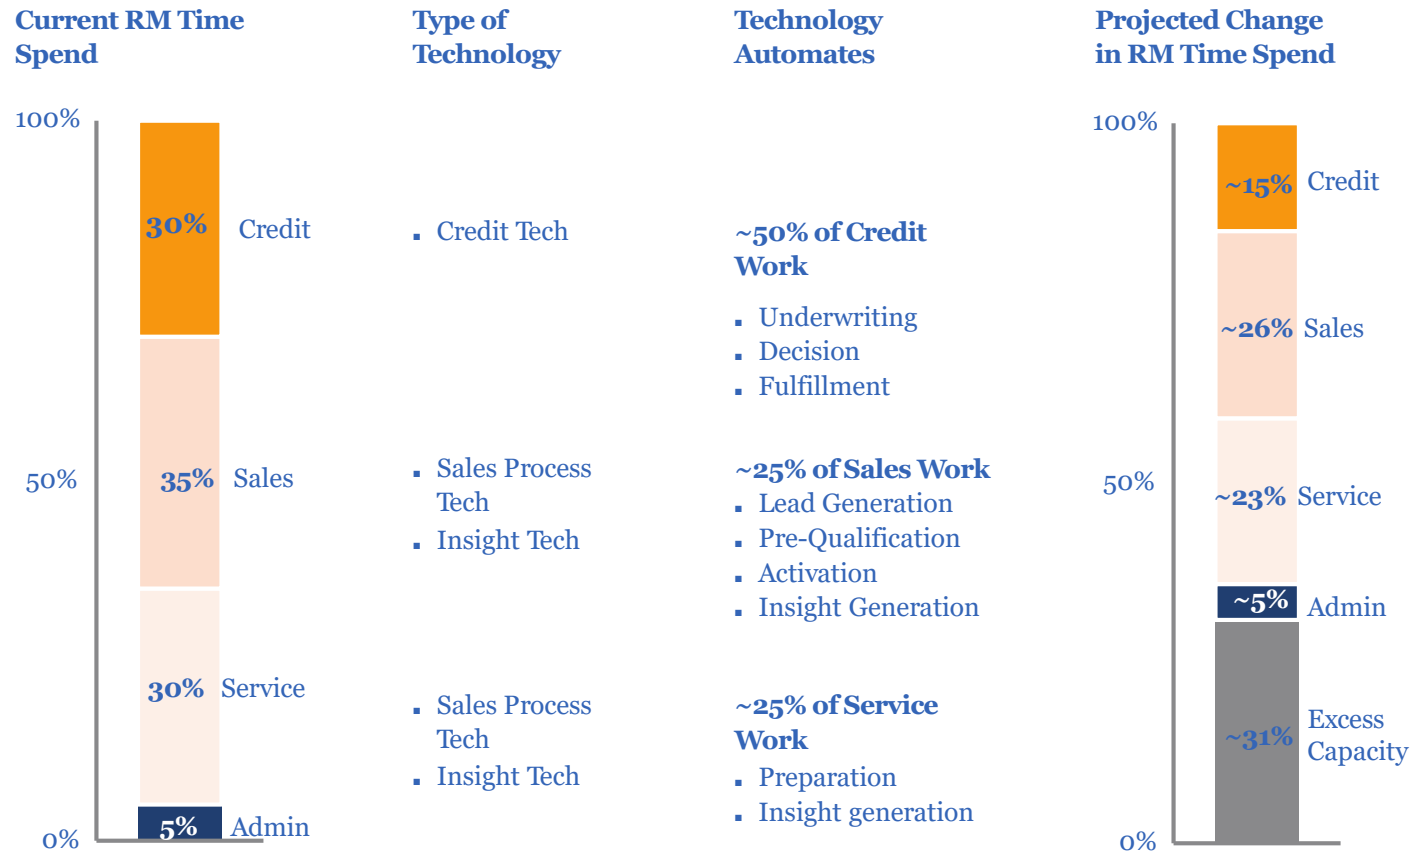 Current RM Time
Spend
Type of
Technology
Technology
Automates
Projected Change
in RM Time Spend
100%
50%
0%
30%
Credit
35%
Sales
30%
Service
5%
Admin
▪ Credit Tech
▪ Sales Process
Tech
▪ Insight Tech
▪ Sales Process
Tech
▪ Insight Tech
~50% of Credit
Work
▪ Underwriting
▪ Decision
▪ Fulfillment
~25% of Sales Work
▪ Lead Generation
▪ Pre-Qualification
▪ Activation
▪ Insight Generation
~25% of Service
Work
▪ Preparation
▪ Insight generation
100%
50%
0%
~15%
Credit
~26%
Sales
~23%
Service
~5%
Admin
~31%
Excess
Capacity